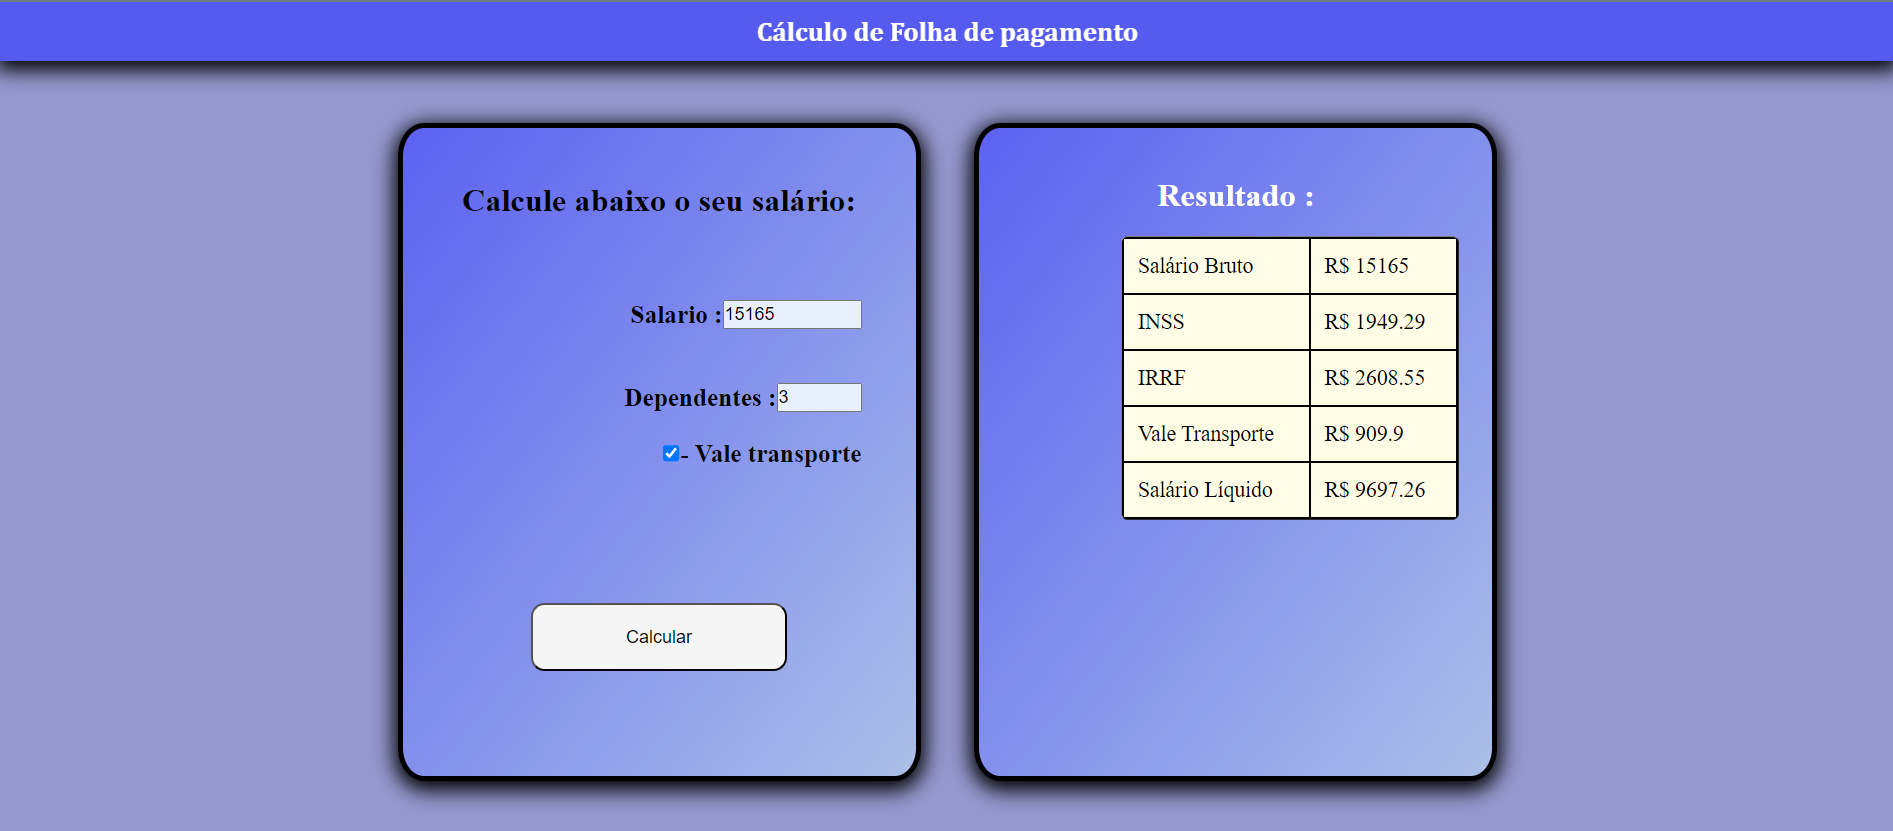 Cálculo de Folha de pagamento
Calcule abaixo o seu salário:
Salario :15165
Dependentes :3
- Vale transporte
Calcular
Resultado :
Salário Bruto R$ 15165
INSS R$ 1949.29
IRRF R$ 2608.55
Vale Transporte R$ 909.9
Salário Líquido R$ 9697.26